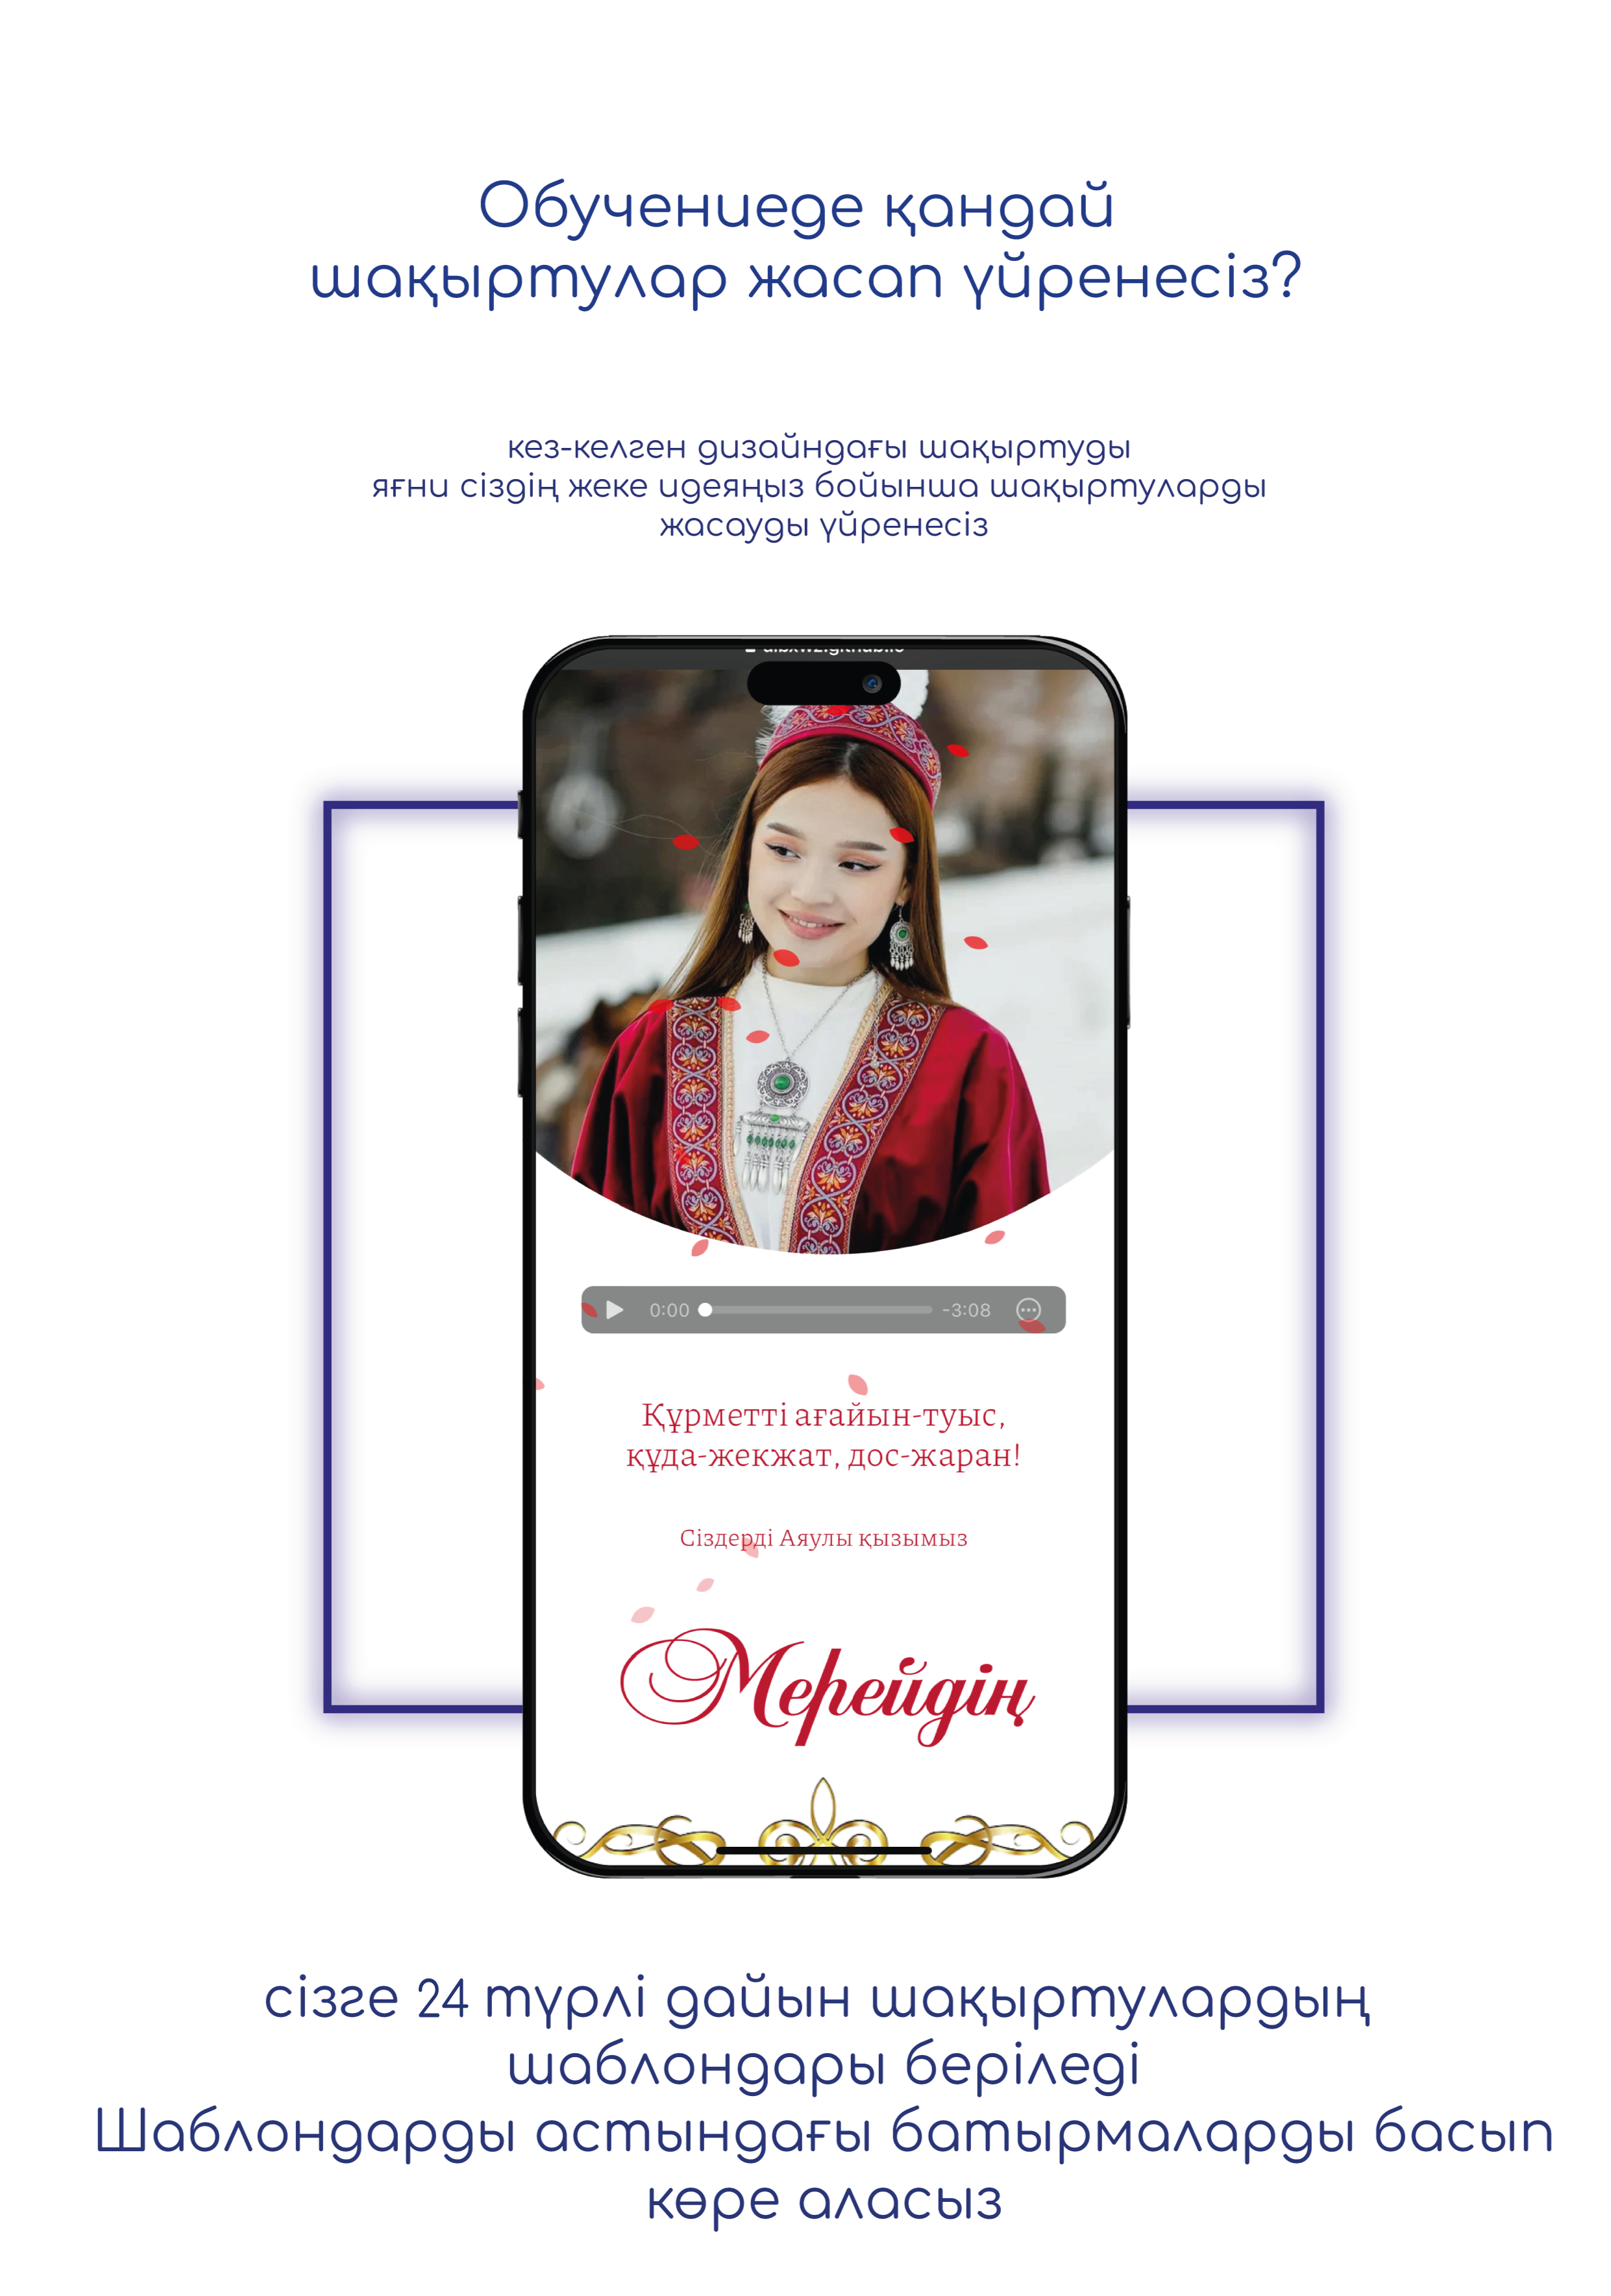 Обучениеде қандай
шақыртулар жасап үйренесіз?
кез-келген дизайндағы шақыртуды
яғни сіздің жеке идеяңыз бойынша шақыртуларды
жасауды үйренесіз
0:00 -3:08
Құрметті ағайын-туыс,
құда-жекжат, дос-жаран!
Сіздерді Аяулы қызымыз
Мерейдің
сізге 24 түрлі дайын шақыртулардың
шаблондары беріледі
Шаблондарды астындағы батырмаларды басып
көре аласыз